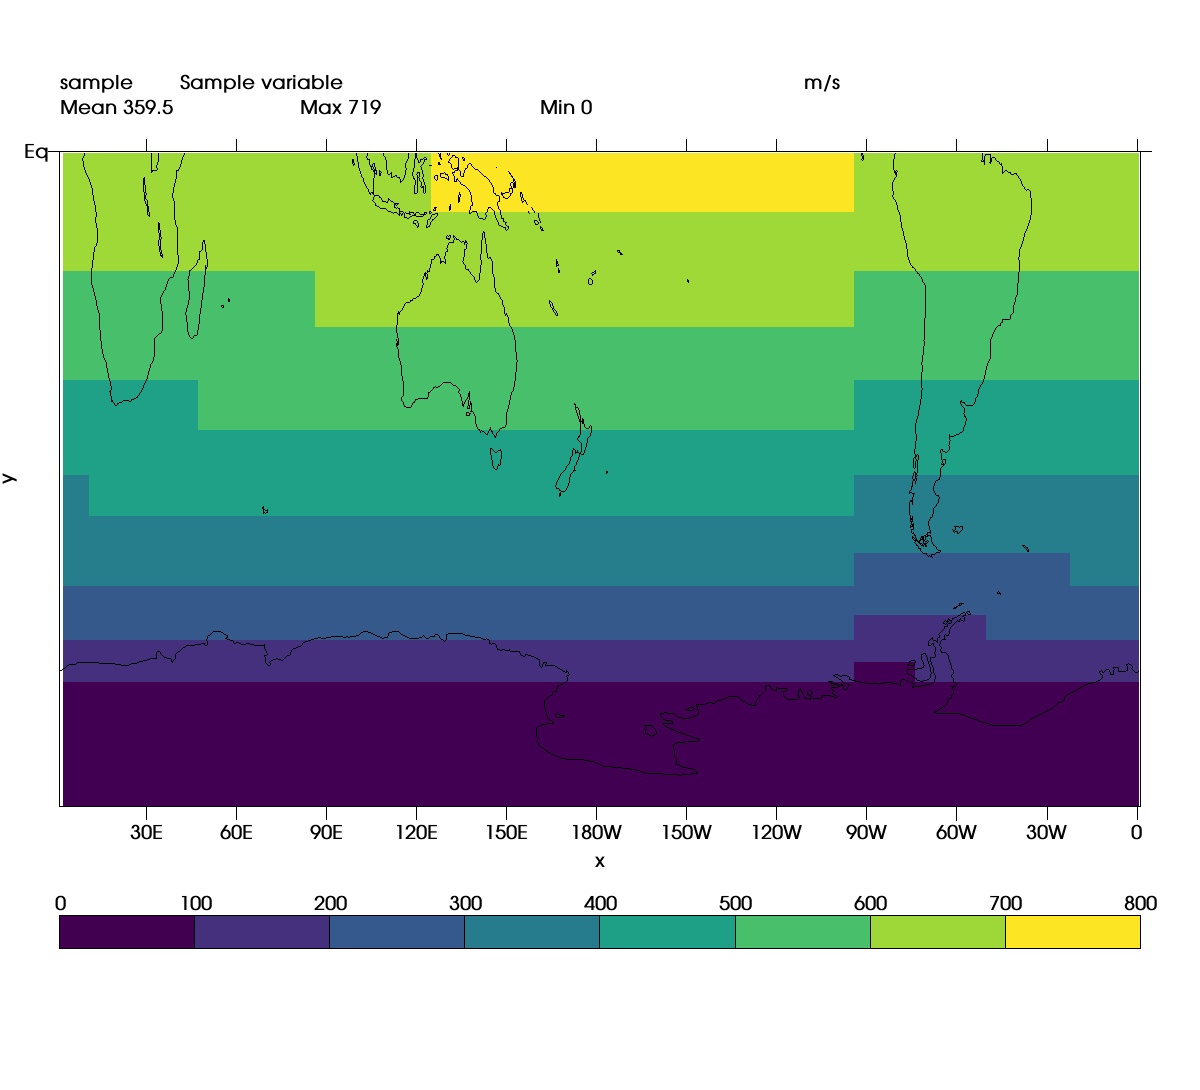 sample Sample variable m/s
Mean 359.5 Max 719 Min 0
Eq
y
30E 60E 90E 120E 150E 180W 150W 120W 90W 60W 30W 0
x
0 100 200 300 400 500 600 700 800